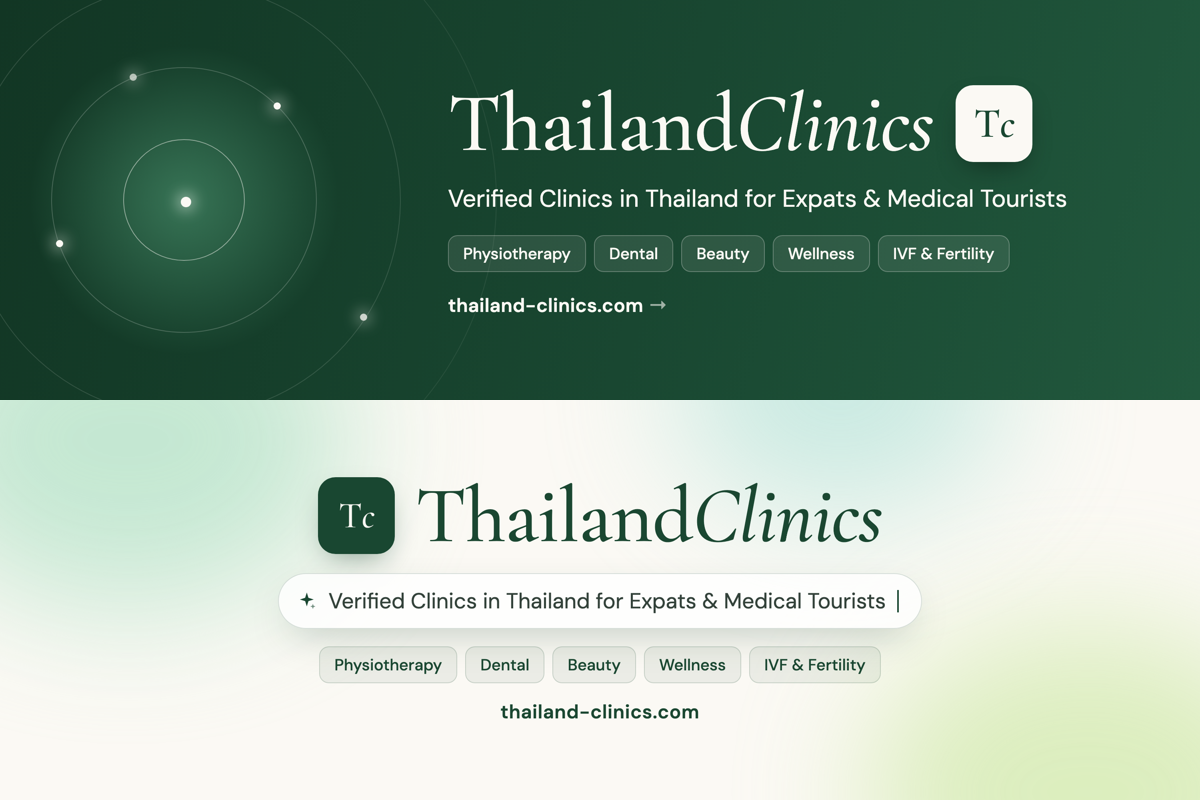 ThailandClinics Tc
Verified Clinics in Thailand for Expats & Medical Tourists
Physiotherapy Dental Beauty Wellness IVF & Fertility
thailand-clinics.com →
Tc ThailandClinics
Verified Clinics in Thailand for Expats & Medical Tourists
Physiotherapy Dental Beauty Wellness IVF & Fertility
thailand-clinics.com